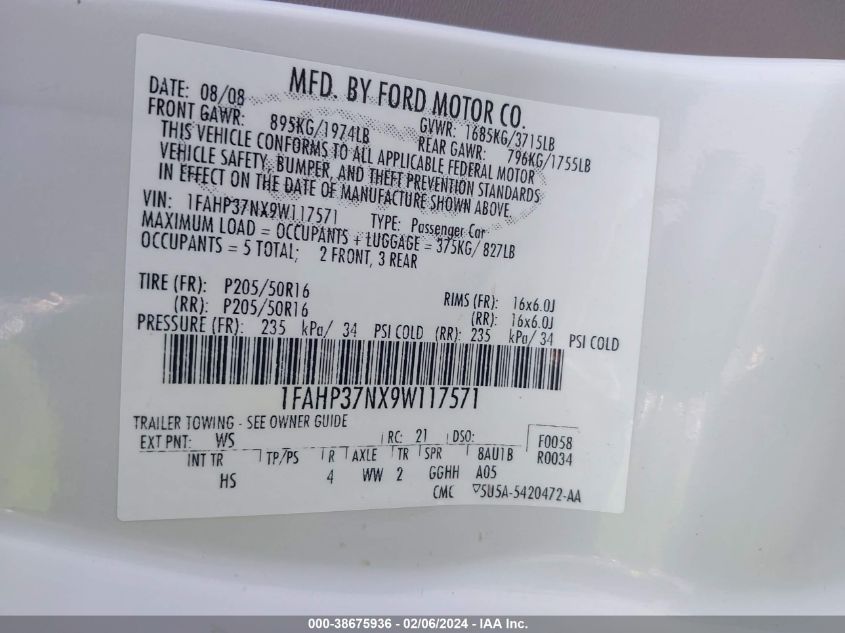 MFD. BY FORD MOTOR CO.
DATE: 08/08 GVWR: 1685KG/3715LB
FRONT GAWR: 895KG/1974LB REAR GAWR: 796KG/1755LB
THIS VEHICLE CONFORMS TO ALL APPLICABLE FEDERAL MOTOR
VEHICLE SAFETY, BUMPER, AND THEFT PREVENTION STANDARDS
IN EFFECT ON THE DATE OF MANUFACTURE SHOWN ABOVE.
VIN: 1FAHP37NX9W117571 TYPE: Passenger Car
MAXIMUM LOAD = OCCUPANTS + LUGGAGE = 375KG/ 827LB
OCCUPANTS = 5 TOTAL; 2 FRONT, 3 REAR
TIRE (FR): P205/50R16 RIMS (FR): 16x6.0J
(RR): P205/50R16 (RR): 16x6.0J
PRESSURE (FR): 235 kPa/ 34 PSI COLD (RR): 235 kPa/ 34 PSI COLD
1FAHP37NX9W117571
TRAILER TOWING - SEE OWNER GUIDE
EXT PNT: WS RC: 21 DSO: F0058
INT TR TP/PS R AXLE TR SPR 8AU1B R0034
HS 4 WW 2 GGHH A05
CMC 5U5A-5420472-AA
000-38675936 - 02/06/2024 - IAA Inc.